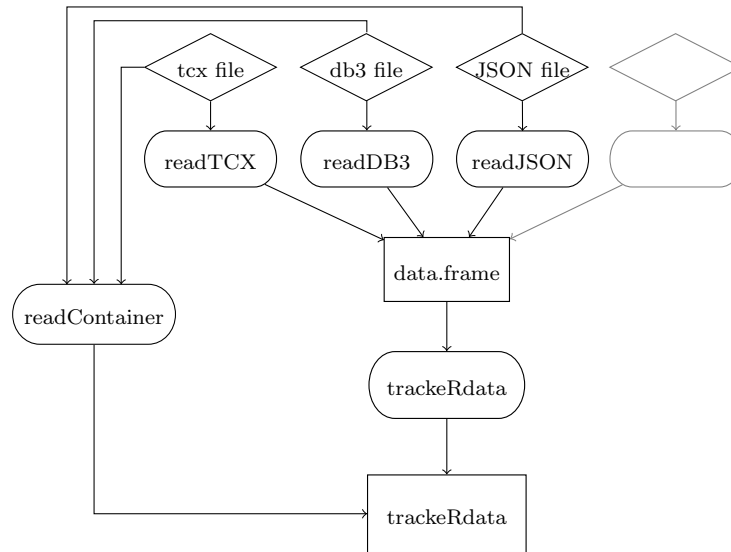 tcx file
db3 file
JSON file
readTCX
readDB3
readJSON
data.frame
readContainer
trackeRdata
trackeRdata